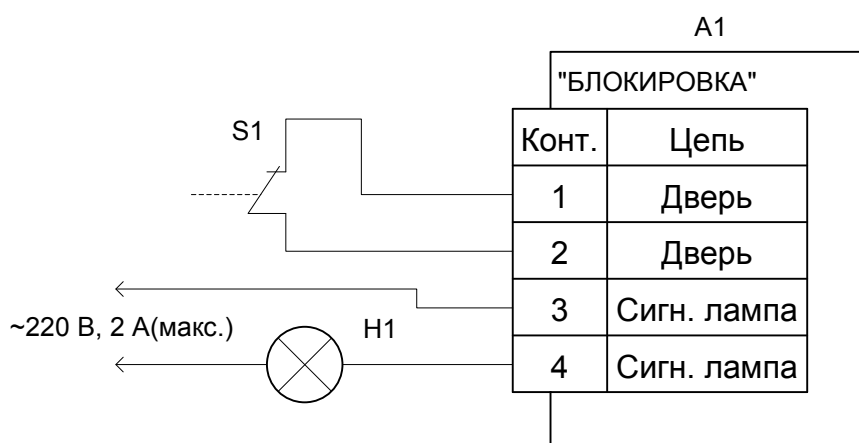 A1
"БЛОКИРОВКА"
S1
Конт. Цепь
1 Дверь
2 Дверь
3 Сигн. лампа
~220 В, 2 А(макс.) H1
4 Сигн. лампа